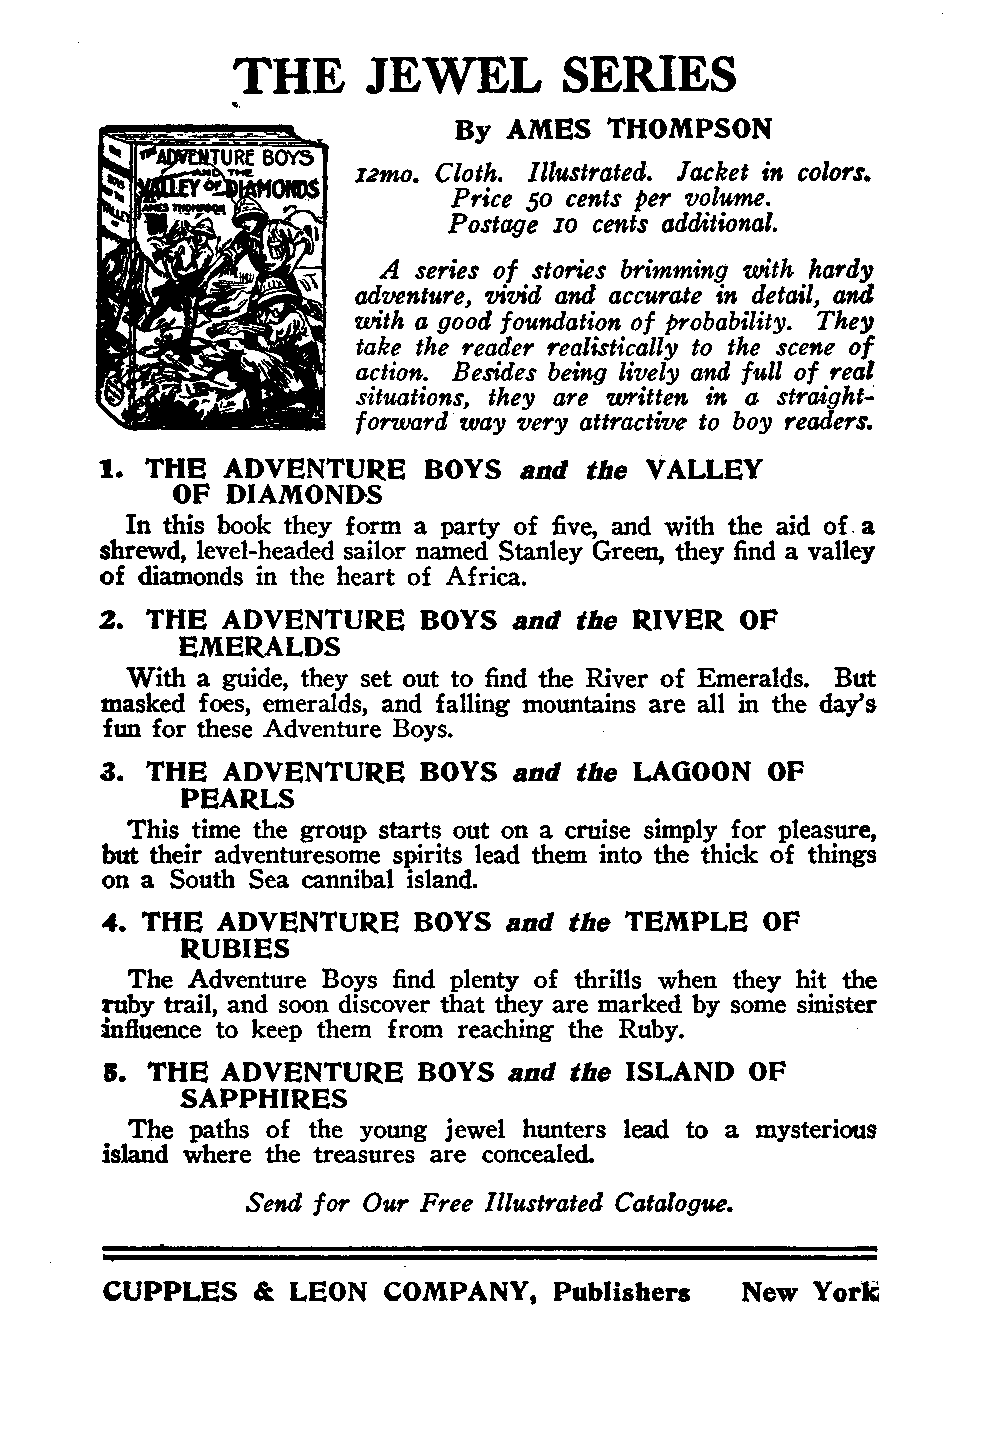 THE JEWEL SERIES
By AMES THOMPSON
THE ADVENTURE BOYS
AND THE
VALLEY OF DIAMONDS
AMES THOMPSON
12mo. Cloth. Illustrated. Jacket in colors.
Price 50 cents per volume.
Postage 10 cents additional.
A series of stories brimming with hardy
adventure, vivid and accurate in detail, and
with a good foundation of probability. They
take the reader realistically to the scene of
action. Besides being lively and full of real
situations, they are written in a straight-
forward way very attractive to boy readers.
1. THE ADVENTURE BOYS and the VALLEY
OF DIAMONDS
In this book they form a party of five, and with the aid of a
shrewd, level-headed sailor named Stanley Green, they find a valley
of diamonds in the heart of Africa.
2. THE ADVENTURE BOYS and the RIVER OF
EMERALDS
With a guide, they set out to find the River of Emeralds. But
masked foes, emeralds, and falling mountains are all in the day's
fun for these Adventure Boys.
3. THE ADVENTURE BOYS and the LAGOON OF
PEARLS
This time the group starts out on a cruise simply for pleasure,
but their adventuresome spirits lead them into the thick of things
on a South Sea cannibal island.
4. THE ADVENTURE BOYS and the TEMPLE OF
RUBIES
The Adventure Boys find plenty of thrills when they hit the
ruby trail, and soon discover that they are marked by some sinister
influence to keep them from reaching the Ruby.
5. THE ADVENTURE BOYS and the ISLAND OF
SAPPHIRES
The paths of the young jewel hunters lead to a mysterious
island where the treasures are concealed.
Send for Our Free Illustrated Catalogue.
CUPPLES & LEON COMPANY, Publishers New York